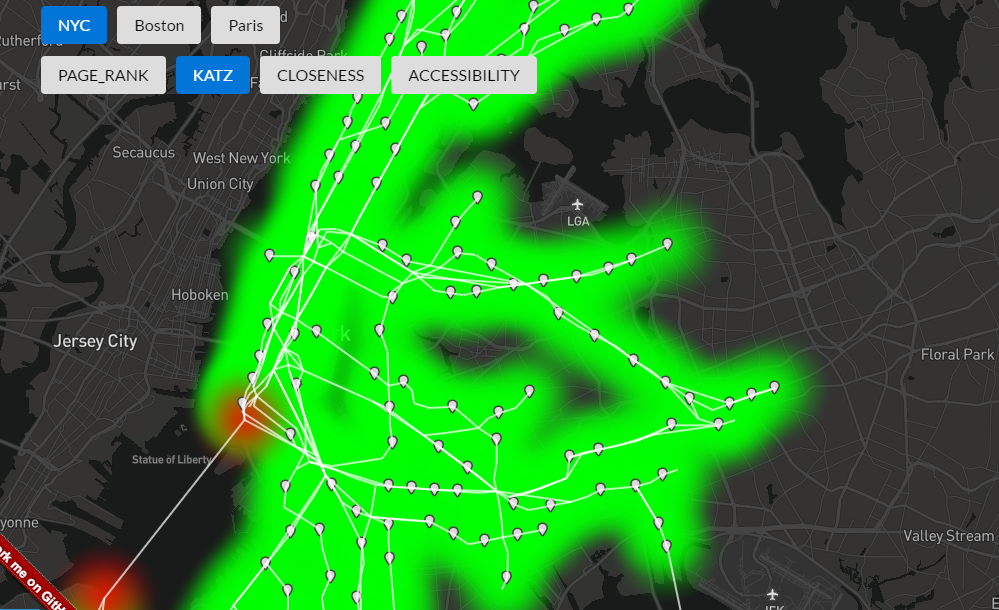 NYC
Boston
Paris
PAGE_RANK
KATZ
CLOSENESS
ACCESSIBILITY
Rutherford
Cliffside Park
Secaucus
West New York
Union City
LGA
Hoboken
Jersey City
Floral Park
Statue of Liberty
Valley Stream
ork me on GitH
JFK